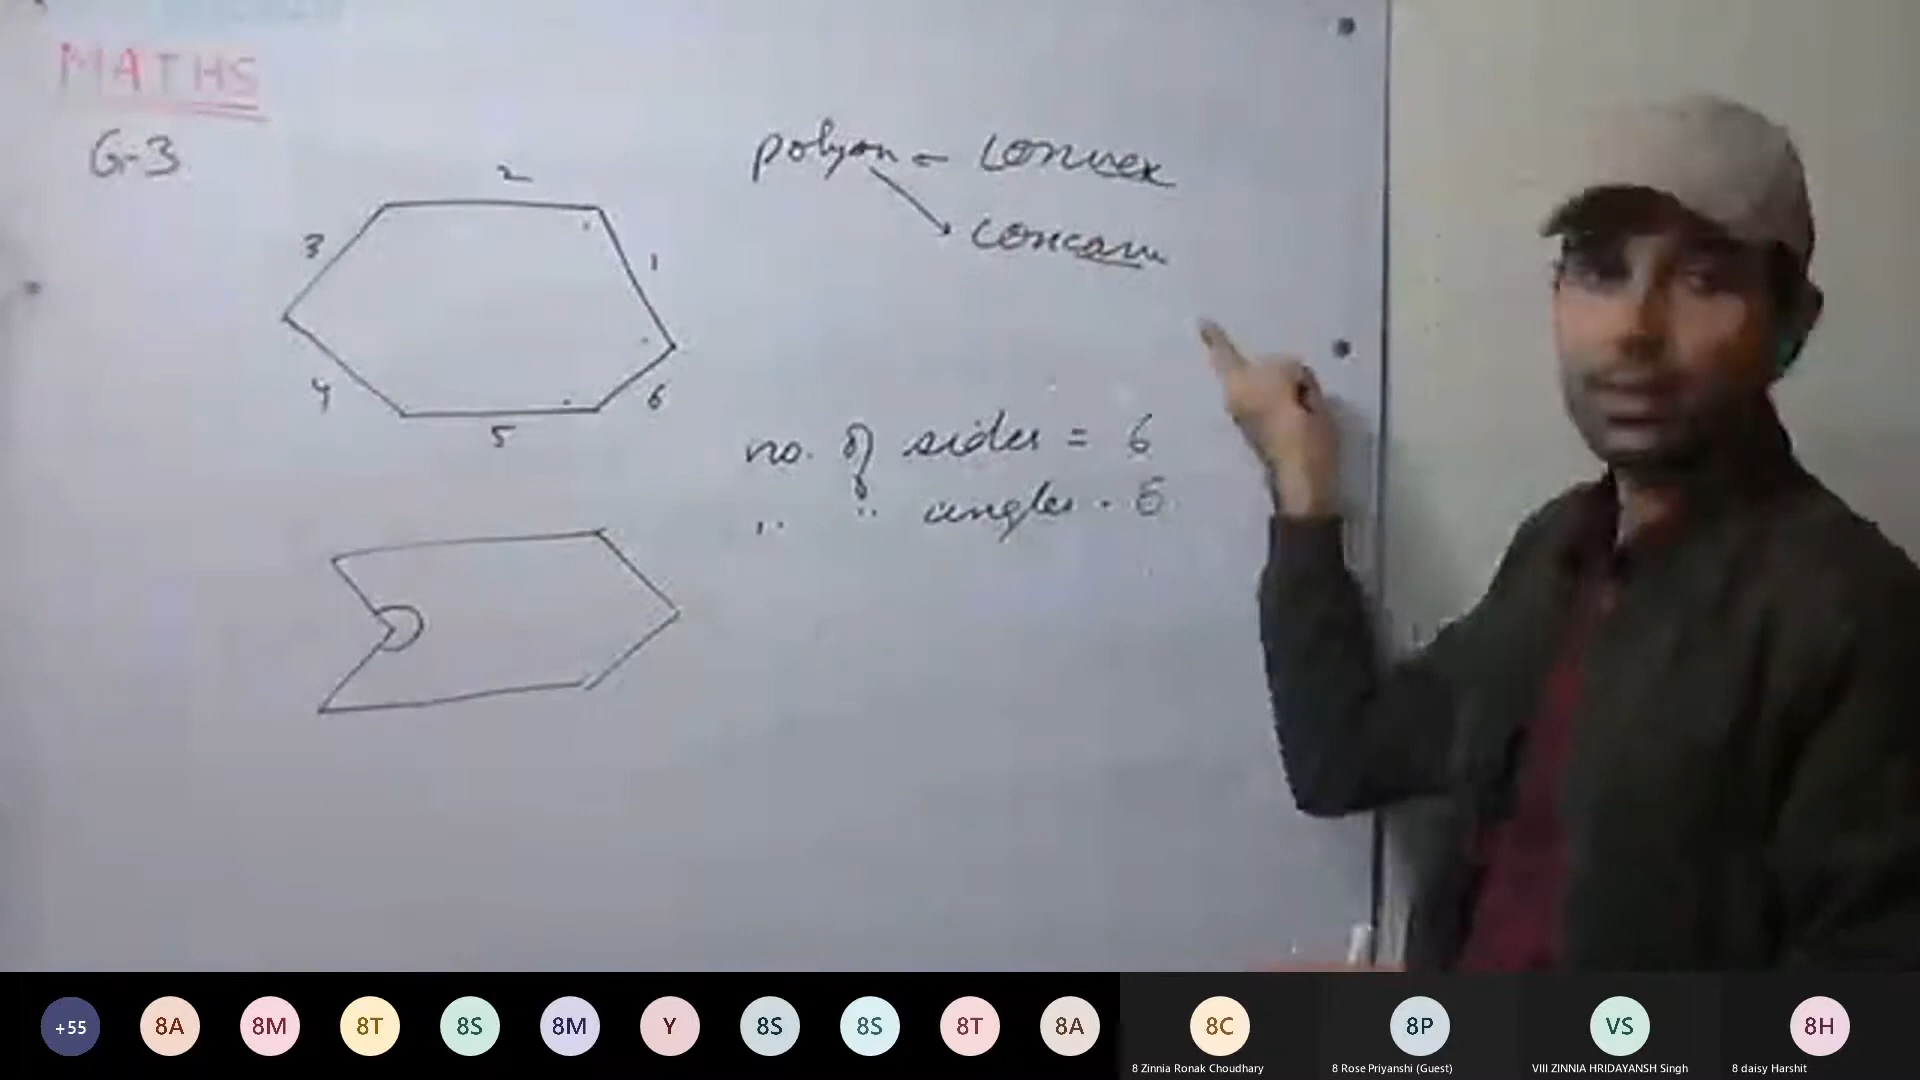 MATHS
G-3
polyon - convex
concave
2
3
1
4
6
5
no. of sides = 6
" " angles . 6
+55
8A
8M
8T
8S
8M
Y
8S
8S
8T
8A
8C
8P
VS
8H
8 Zinnia Ronak Choudhary
8 Rose Priyanshi (Guest)
VIII ZINNIA HRIDAYANSH Singh
8 daisy Harshit